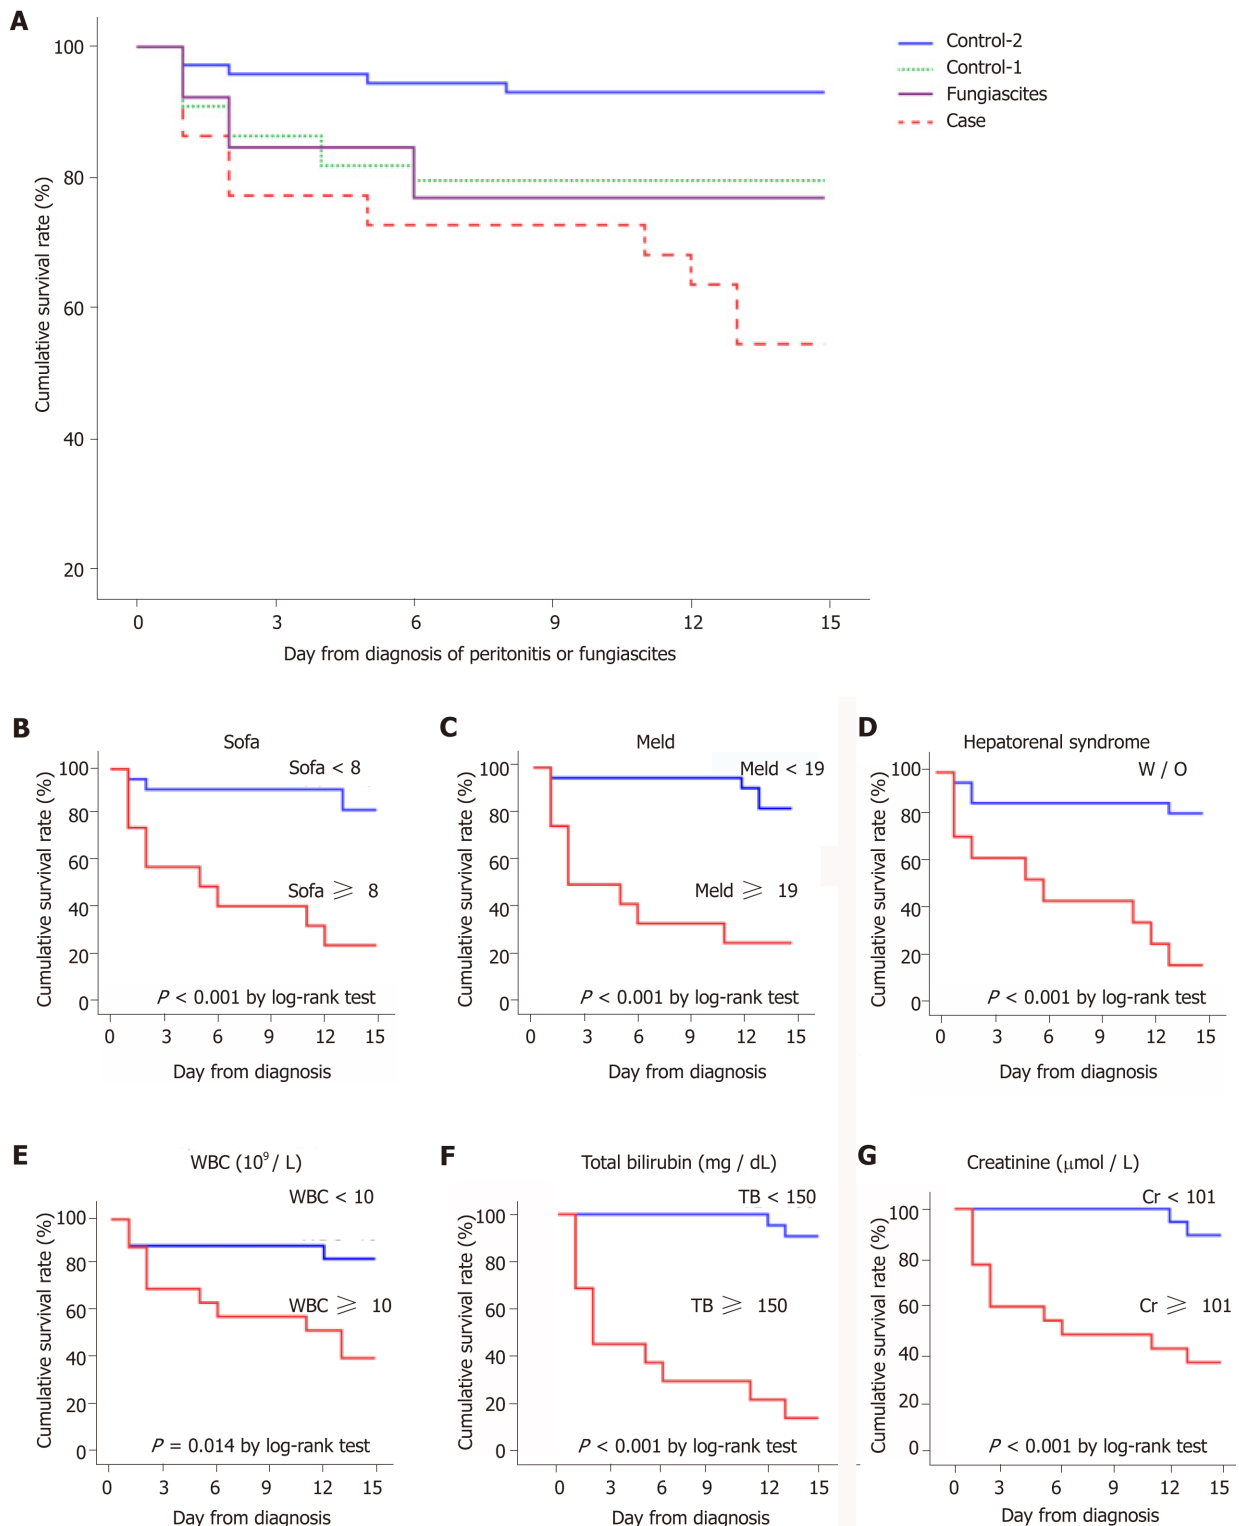 A
Control-2
Control-1
Fungiascites
Case
Cumulative survival rate (%)
100
80
60
40
20
0 3 6 9 12 15
Day from diagnosis of peritonitis or fungiascites
B
Sofa
Sofa < 8
Sofa ⩾ 8
Cumulative survival rate (%)
100
80
60
40
20
0
P < 0.001 by log-rank test
0 3 6 9 12 15
Day from diagnosis
C
Meld
Meld < 19
Meld ⩾ 19
Cumulative survival rate (%)
100
80
60
40
20
0
P < 0.001 by log-rank test
0 3 6 9 12 15
Day from diagnosis
D
Hepatorenal syndrome
W / O
Cumulative survival rate (%)
100
80
60
40
20
0
P < 0.001 by log-rank test
0 3 6 9 12 15
Day from diagnosis
E
WBC (10⁹ / L)
WBC < 10
WBC ⩾ 10
Cumulative survival rate (%)
100
80
60
40
20
0
P = 0.014 by log-rank test
0 3 6 9 12 15
Day from diagnosis
F
Total bilirubin (mg / dL)
TB < 150
TB ⩾ 150
Cumulative survival rate (%)
100
80
60
40
20
0
P < 0.001 by log-rank test
0 3 6 9 12 15
Day from diagnosis
G
Creatinine (μmol / L)
Cr < 101
Cr ⩾ 101
Cumulative survival rate (%)
100
80
60
40
20
0
P < 0.001 by log-rank test
0 3 6 9 12 15
Day from diagnosis